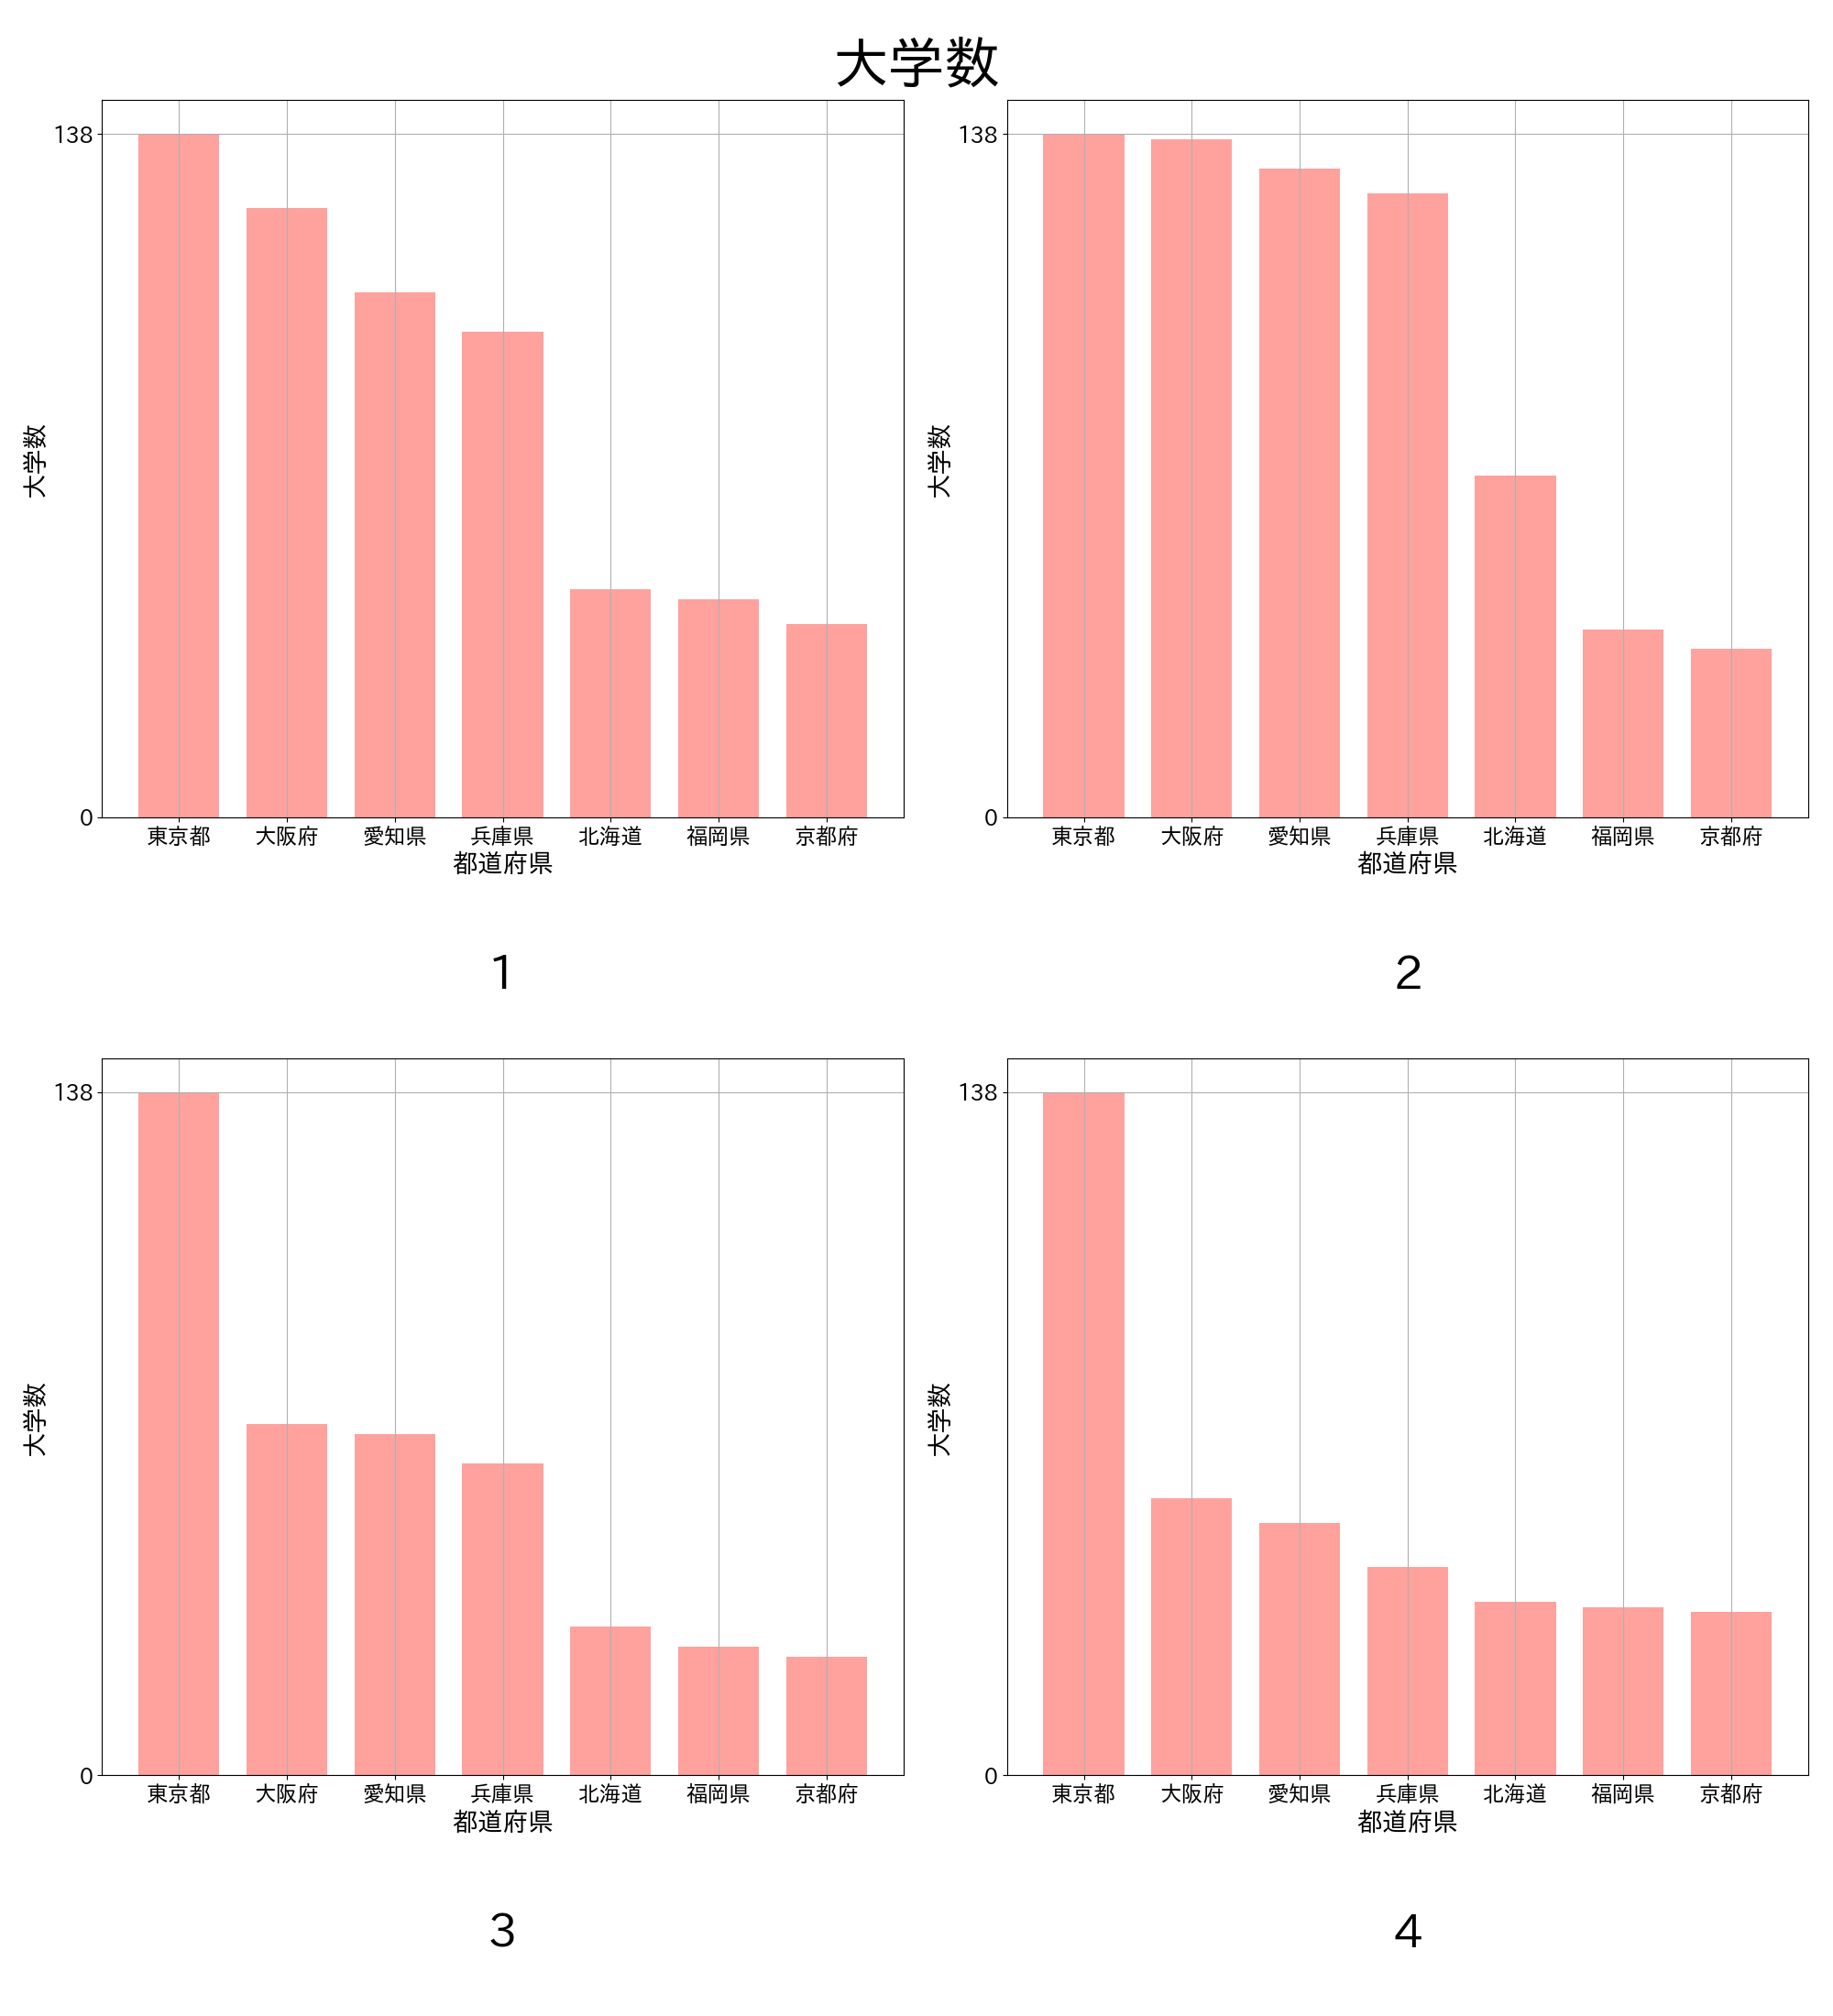 大学数
138
0
大学数
東京都 大阪府 愛知県 兵庫県 北海道 福岡県 京都府
都道府県
1
138
0
大学数
東京都 大阪府 愛知県 兵庫県 北海道 福岡県 京都府
都道府県
2
138
0
大学数
東京都 大阪府 愛知県 兵庫県 北海道 福岡県 京都府
都道府県
3
138
0
大学数
東京都 大阪府 愛知県 兵庫県 北海道 福岡県 京都府
都道府県
4